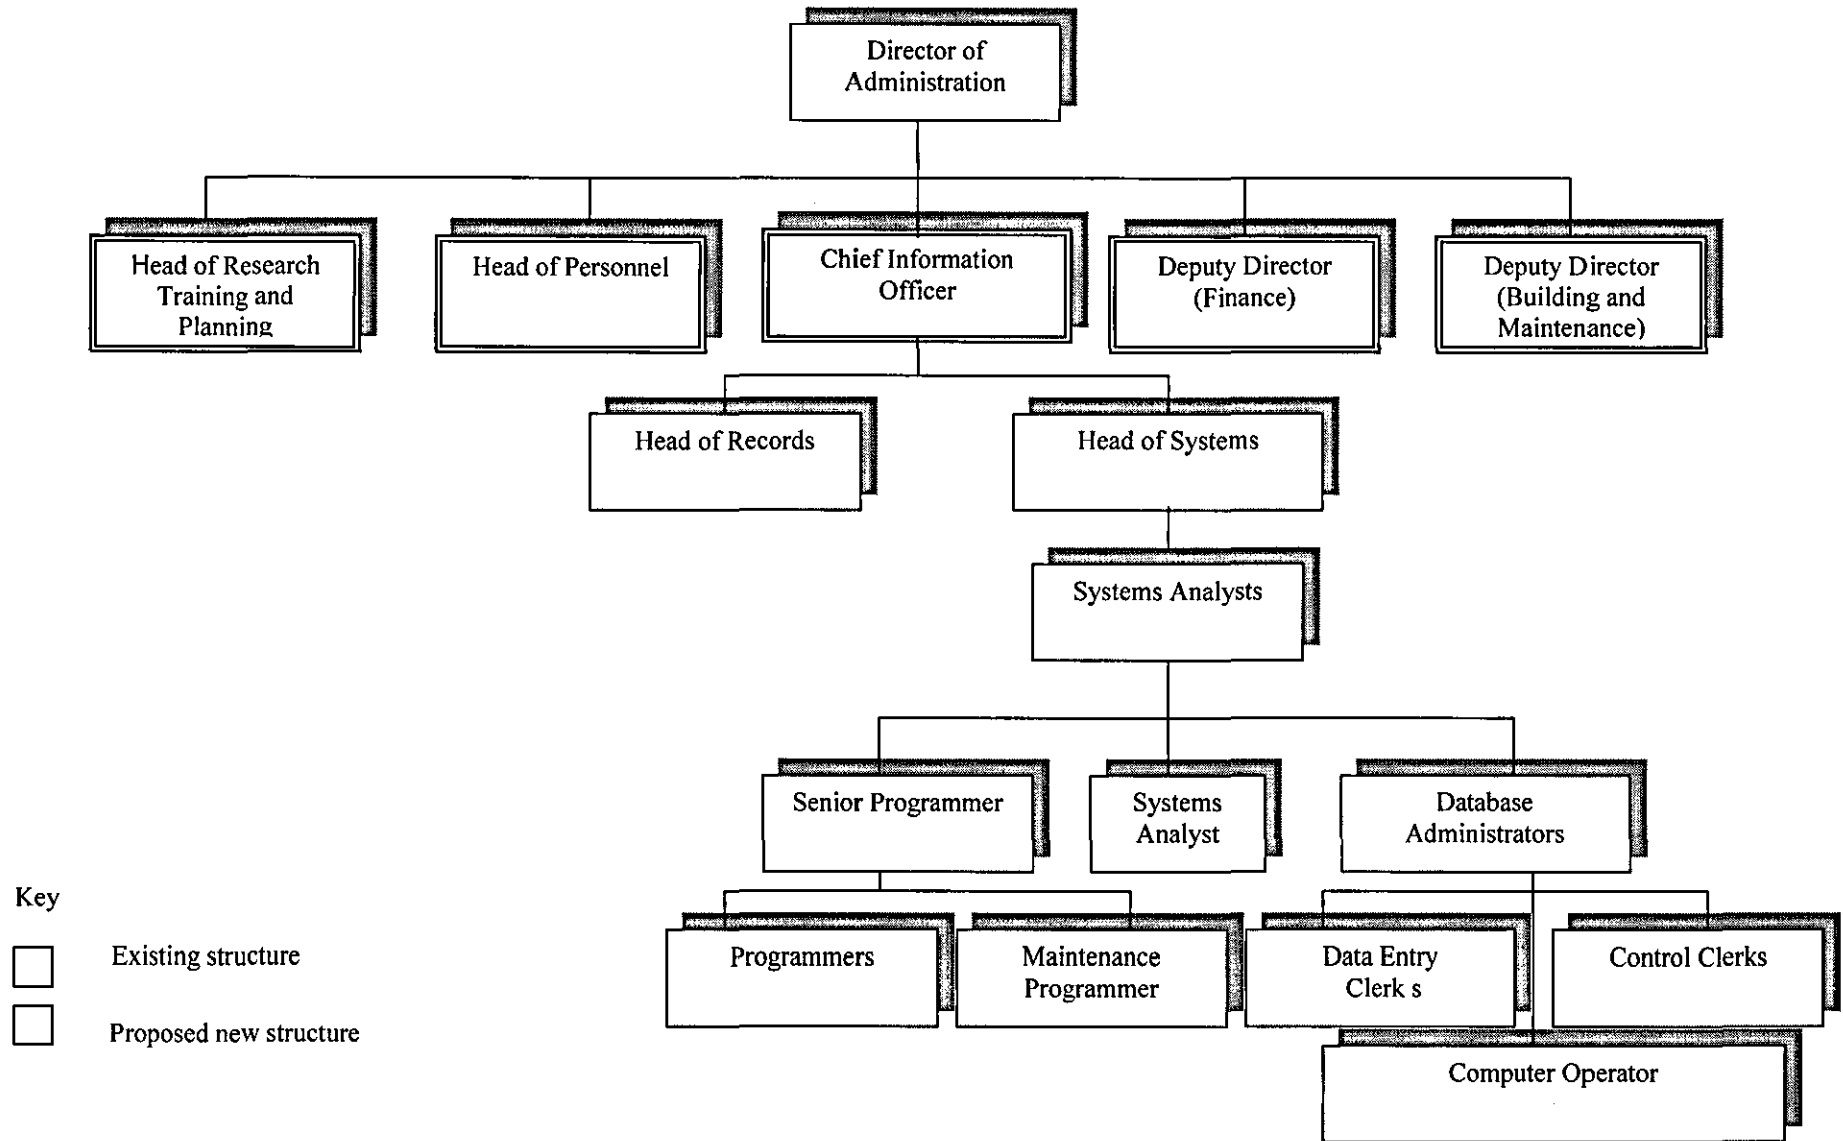 Director of
Administration
Head of Research
Training and
Planning
Head of Personnel
Chief Information
Officer
Deputy Director
(Finance)
Deputy Director
(Building and
Maintenance)
Head of Records
Head of Systems
Systems Analysts
Senior Programmer
Systems
Analyst
Database
Administrators
Key
Existing structure
Proposed new structure
Programmers
Maintenance
Programmer
Data Entry
Clerk s
Control Clerks
Computer Operator